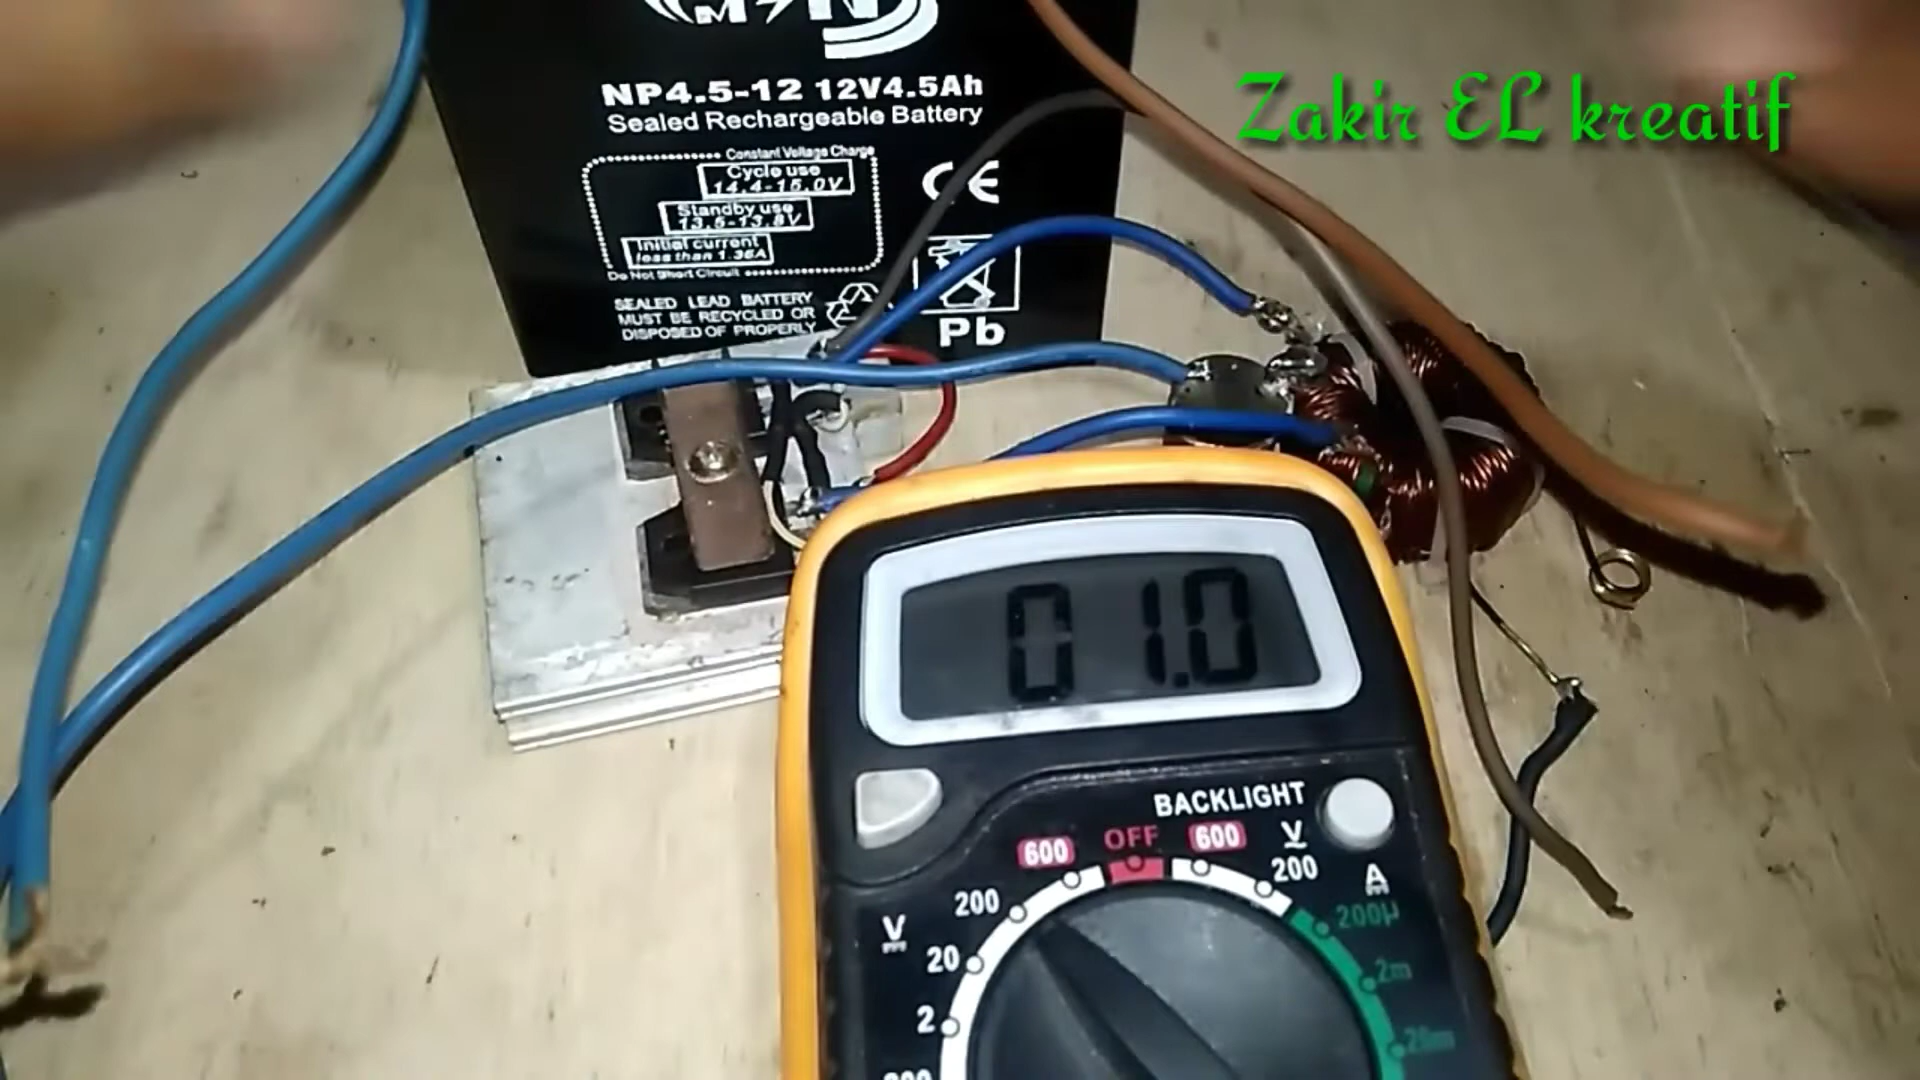 NP4.5-12 12V4.5Ah
Sealed Rechargeable Battery
Constant Voltage Charge
Cycle use
14.4-15.0V
Standby use
13.5-13.8V
Initial current
less than 1.36A
Do Not Short Circuit
CE
SEALED LEAD BATTERY
MUST BE RECYCLED OR
DISPOSED OF PROPERLY
Pb
Zakir EL kreatif
01.0
BACKLIGHT
600 OFF 600 V
200 200 A
V 200µ
20 2m
2 20m